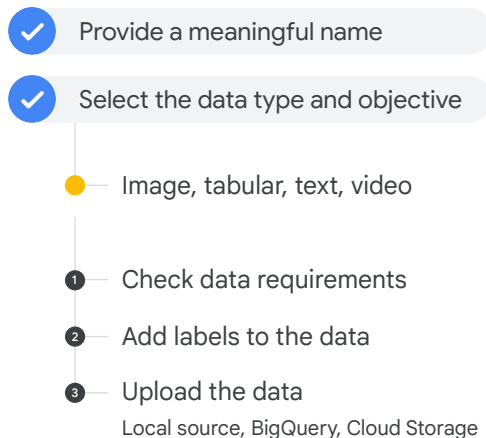 Provide a meaningful name
Select the data type and objective
Image, tabular, text, video
1 Check data requirements
2 Add labels to the data
3 Upload the data
Local source, BigQuery, Cloud Storage